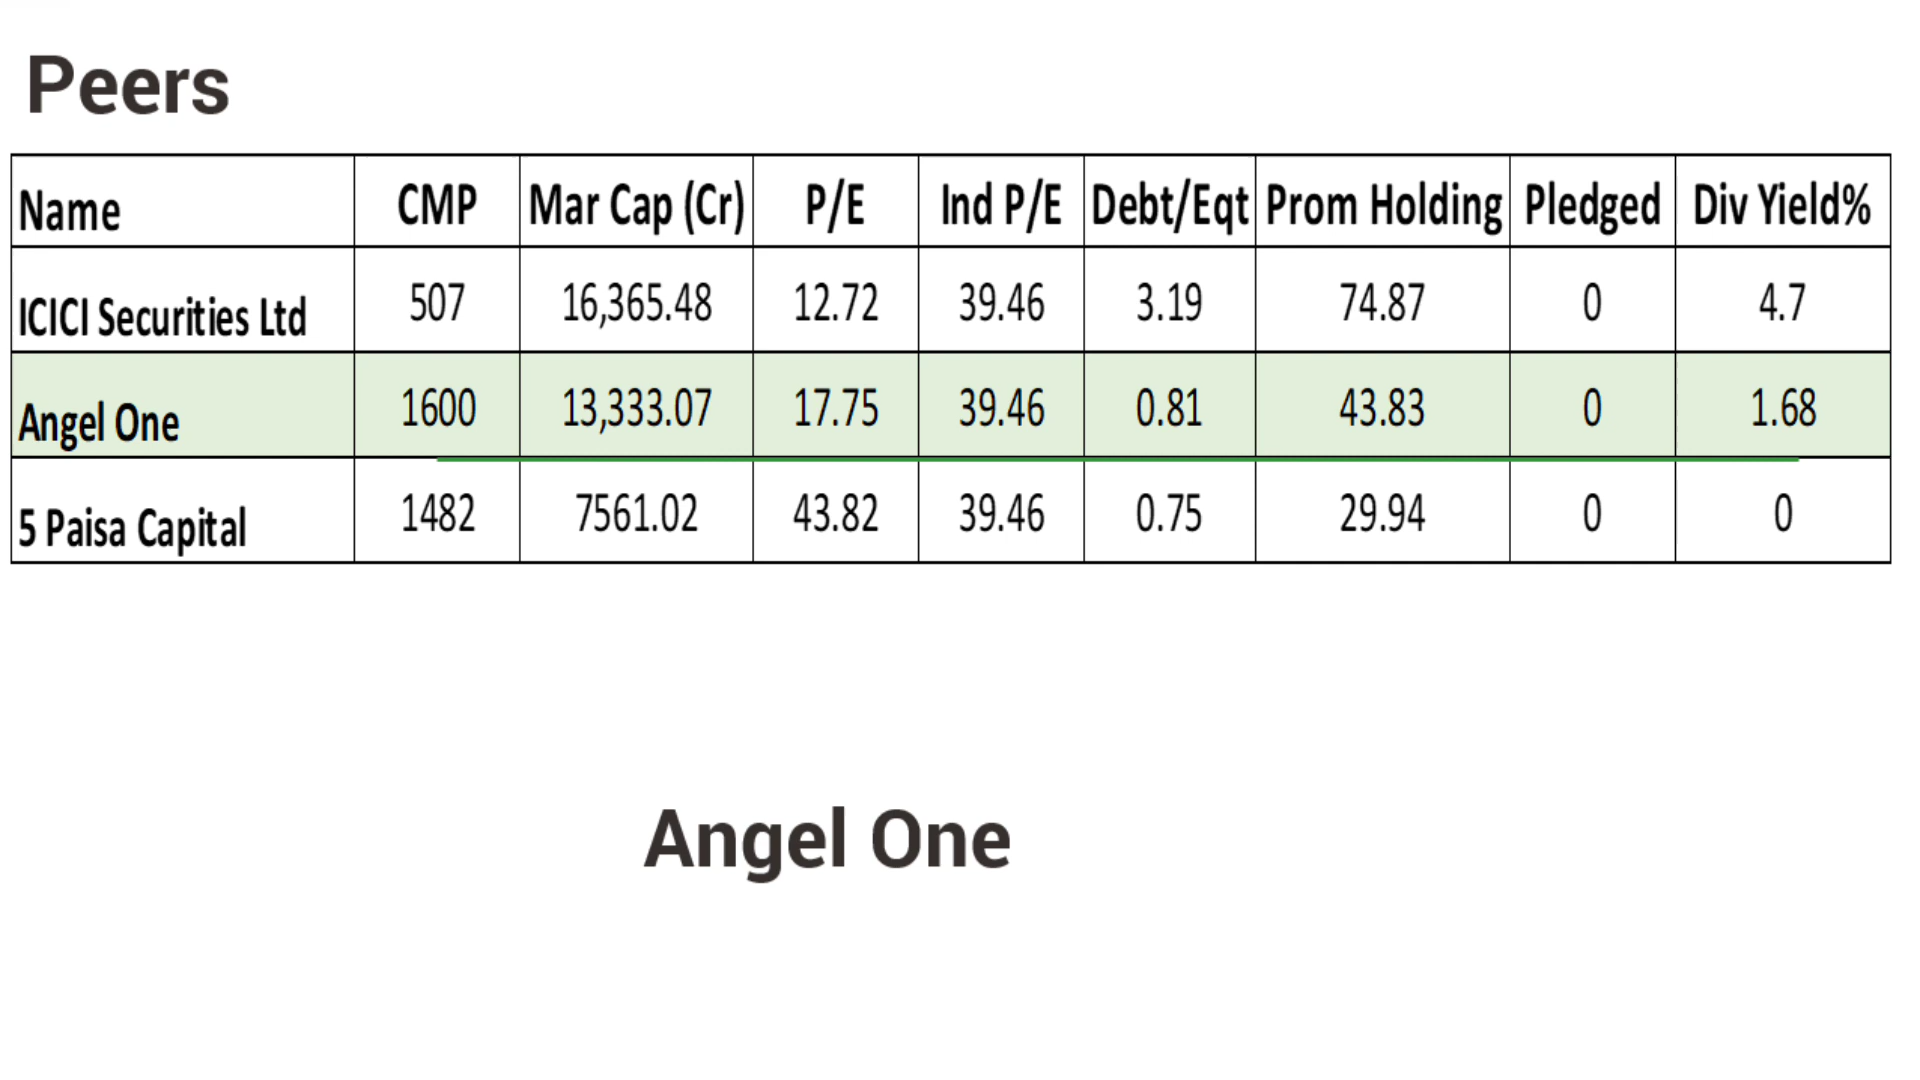 Peers
Name CMP Mar Cap (Cr) P/E Ind P/E Debt/Eqt Prom Holding Pledged Div Yield%
ICICI Securities Ltd 507 16,365.48 12.72 39.46 3.19 74.87 0 4.7
Angel One 1600 13,333.07 17.75 39.46 0.81 43.83 0 1.68
5 Paisa Capital 1482 7561.02 43.82 39.46 0.75 29.94 0 0
Angel One